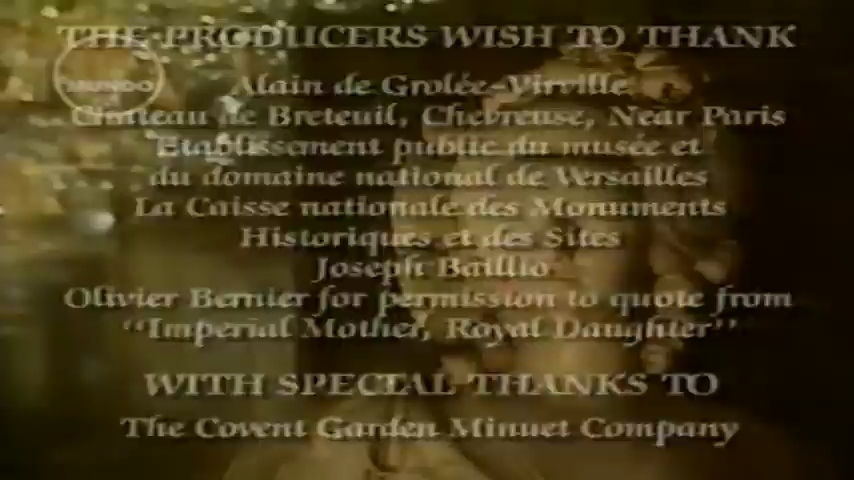 THE PRODUCERS WISH TO THANK
MUNDO
Alain de Grolée-Virville
Château de Breteuil, Chebreuse, Near Paris
Etablissement public du musée et
du domaine national de Versailles
La Caisse nationale des Monuments
Historiques et des Sites
Joseph Baillio
Olivier Bernier for permission to quote from
"Imperial Mother, Royal Daughter"
WITH SPECIAL THANKS TO
The Covent Garden Minuet Company